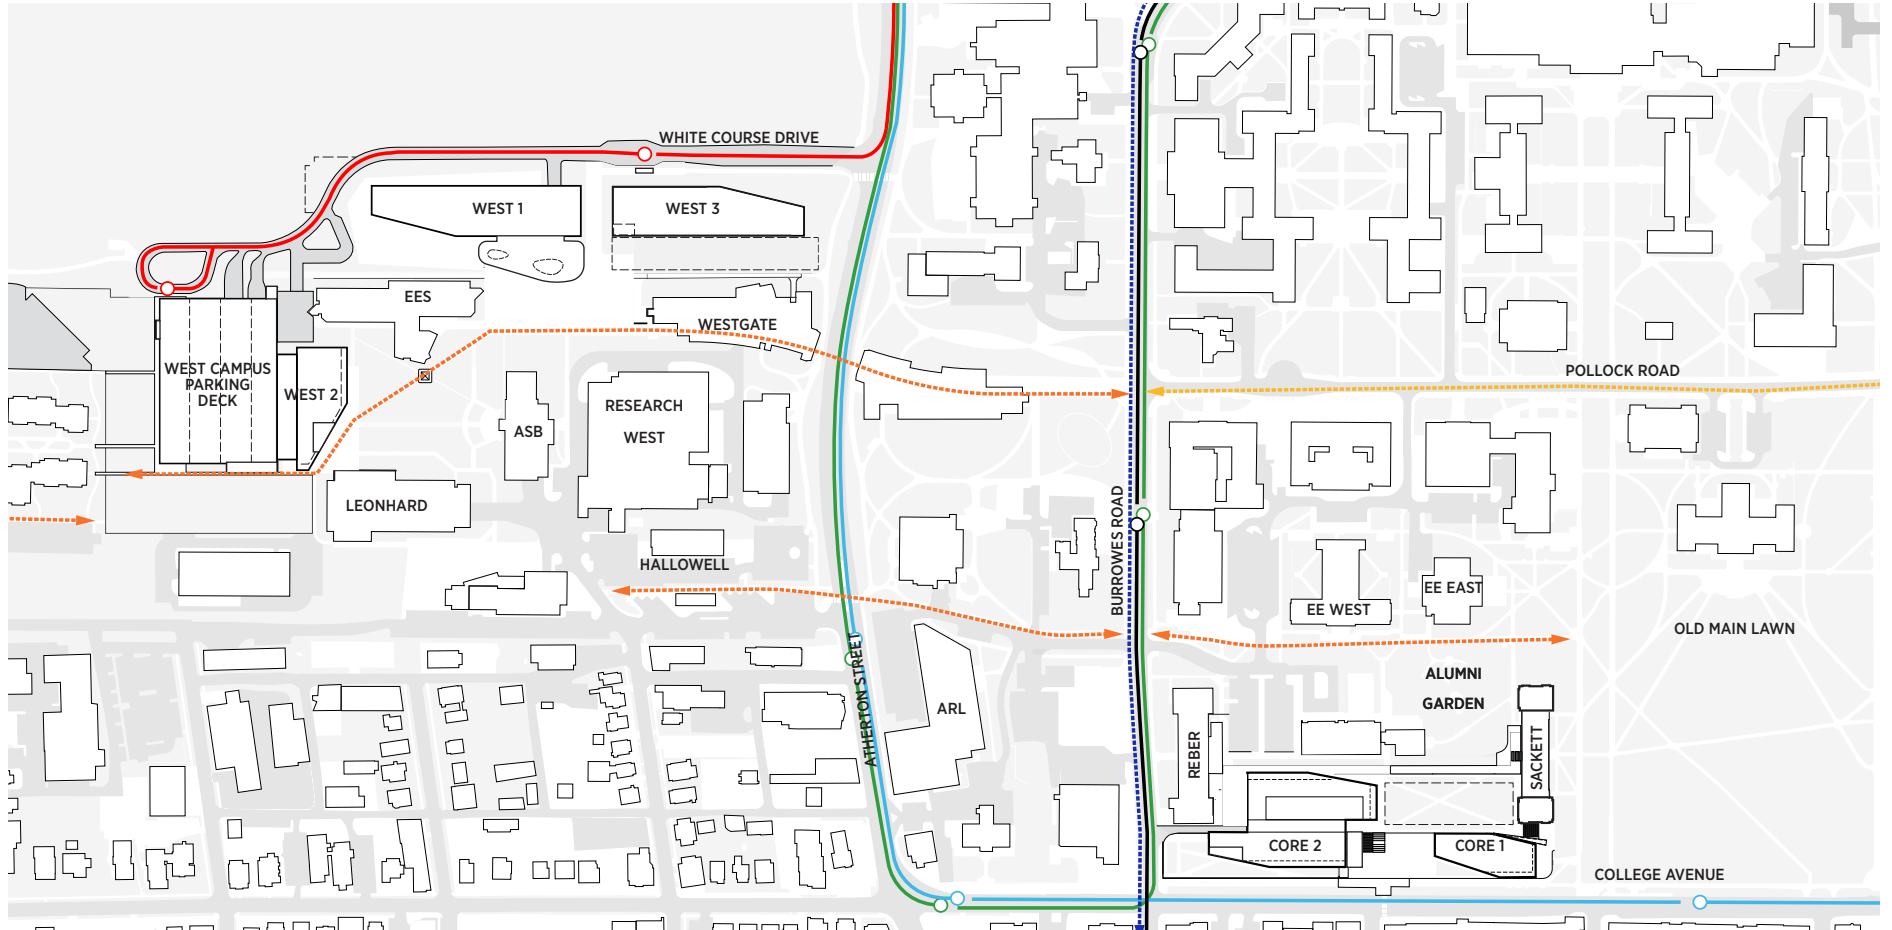 WHITE COURSE DRIVE
WEST 1
WEST 3
EES
WESTGATE
WEST CAMPUS
PARKING
DECK
WEST 2
POLLOCK ROAD
RESEARCH
WEST
ASB
LEONHARD
BURROWES ROAD
HALLOWELL
EE WEST
EE EAST
OLD MAIN LAWN
ATHERTON STREET
ALUMNI
GARDEN
ARL
REBER
SACKETT
CORE 2
CORE 1
COLLEGE AVENUE